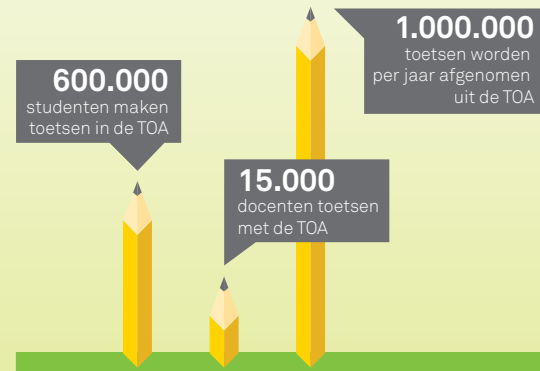 600.000
studenten maken
toetsen in de TOA
15.000
docenten toetsen
met de TOA
1.000.000
toetsen worden
per jaar afgenomen
uit de TOA